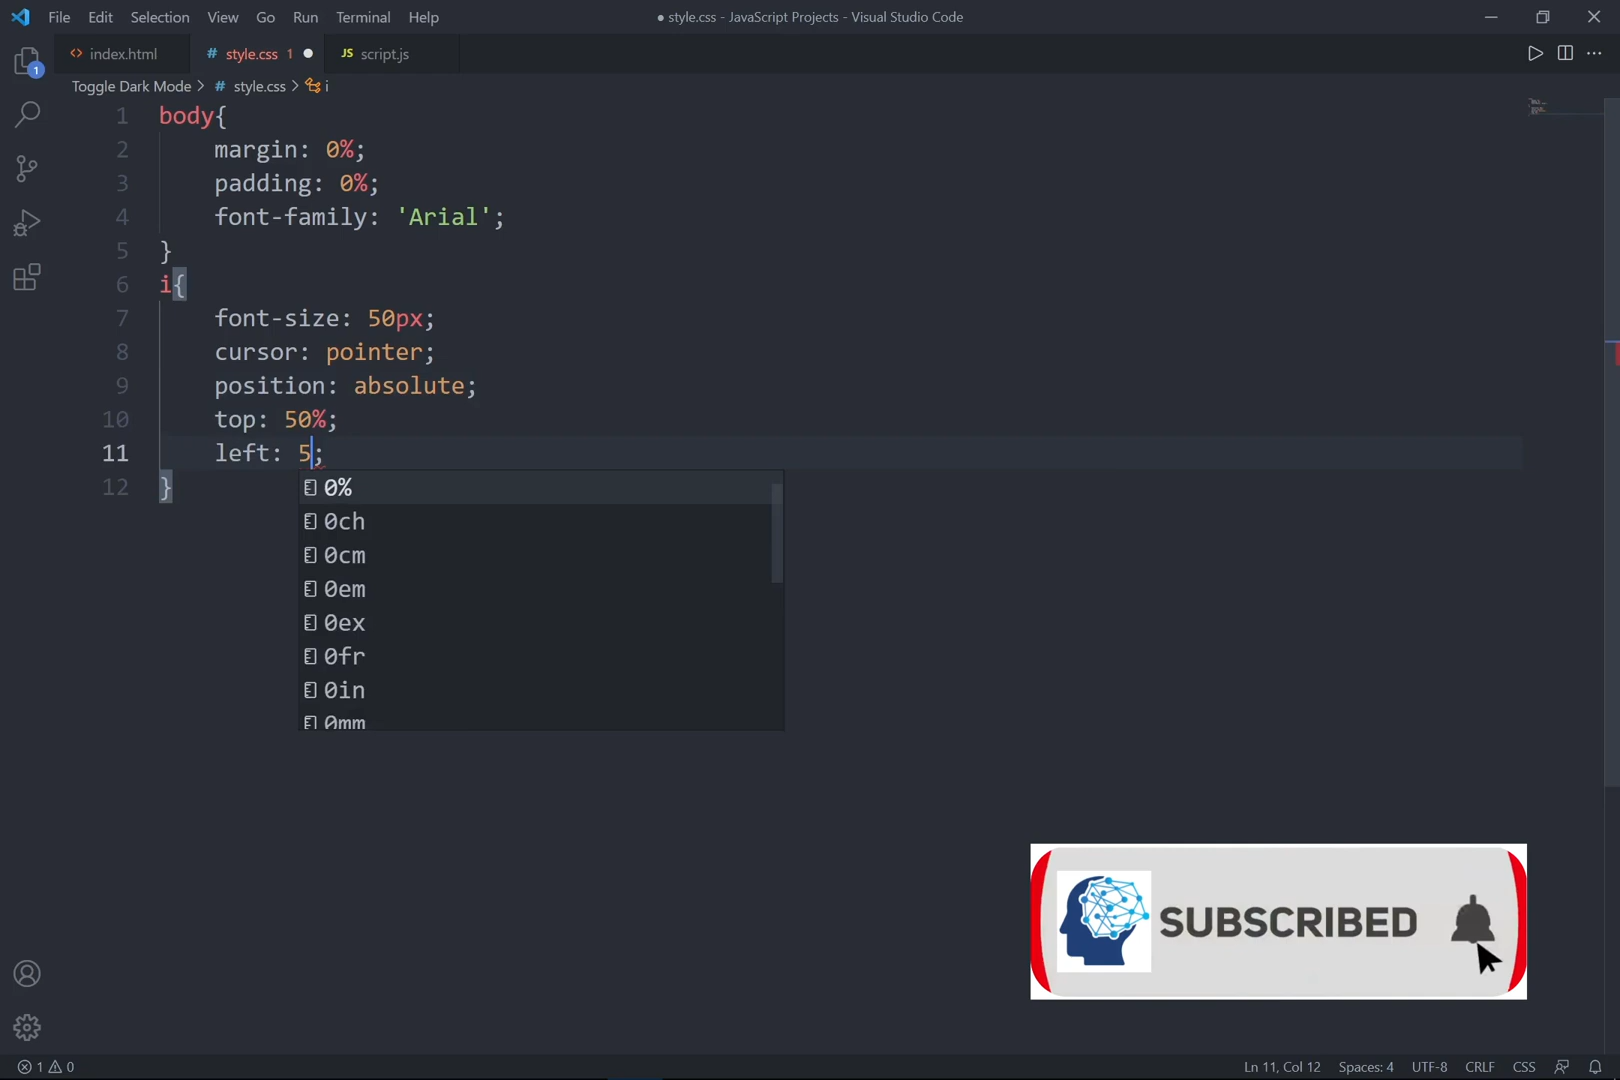 File Edit Selection View Go Run Terminal Help
● style.css - JavaScript Projects - Visual Studio Code
index.html
# style.css 1 ●
JS script.js
1
Toggle Dark Mode > # style.css > i
1 body{
2 margin: 0%;
3 padding: 0%;
4 font-family: 'Arial';
5 }
6 i{
7 font-size: 50px;
8 cursor: pointer;
9 position: absolute;
10 top: 50%;
11 left: 5;
12 }
0%
0ch
0cm
0em
0ex
0fr
0in
0mm
SUBSCRIBED
1 0
Ln 11, Col 12 Spaces: 4 UTF-8 CRLF CSS